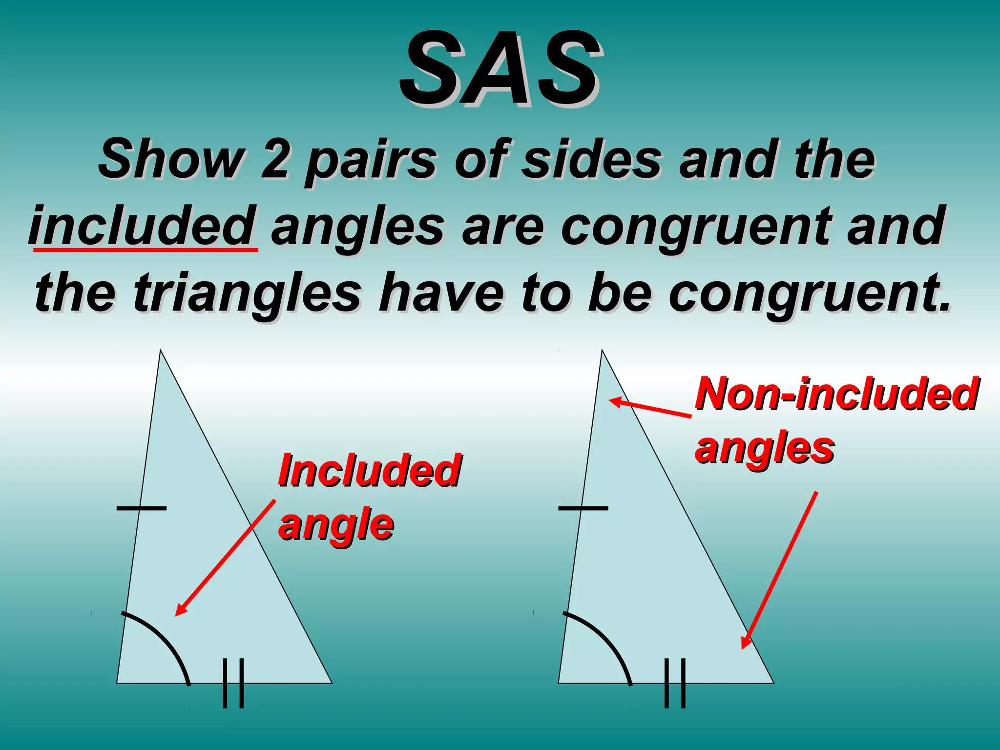 SAS
Show 2 pairs of sides and the
included angles are congruent and
the triangles have to be congruent.
Non-included
angles
Included
angle